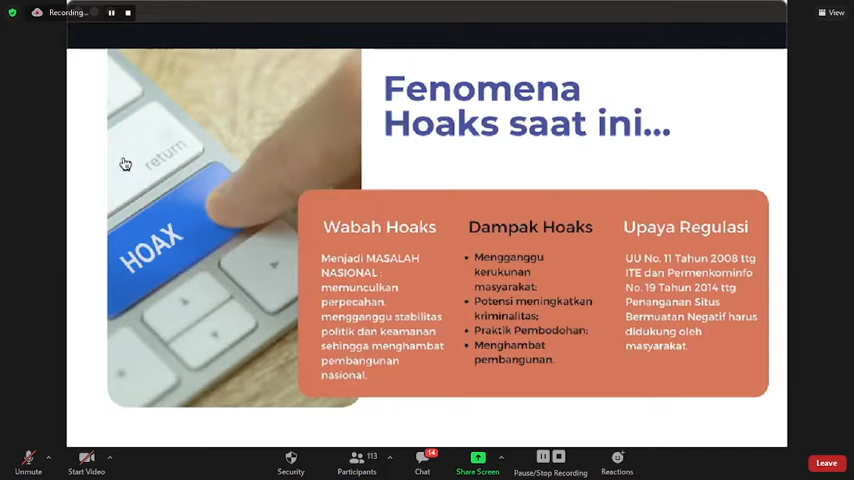 Recording...
View
Fenomena
Hoaks saat ini...
return
HOAX
Wabah Hoaks
Menjadi MASALAH
NASIONAL :
memunculkan
perpecahan,
mengganggu stabilitas
politik dan keamanan
sehingga menghambat
pembangunan
nasional.
Dampak Hoaks
Mengganggu
kerukunan
masyarakat;
Potensi meningkatkan
kriminalitas;
Praktik Pembodohan;
Menghambat
pembangunan.
Upaya Regulasi
UU No. 11 Tahun 2008 ttg
ITE dan Permenkominfo
No. 19 Tahun 2014 ttg
Penanganan Situs
Bermuatan Negatif harus
didukung oleh
masyarakat.
Unmute
Start Video
Security
Participants
113
Chat
14
Share Screen
Pause/Stop Recording
Reactions
Leave